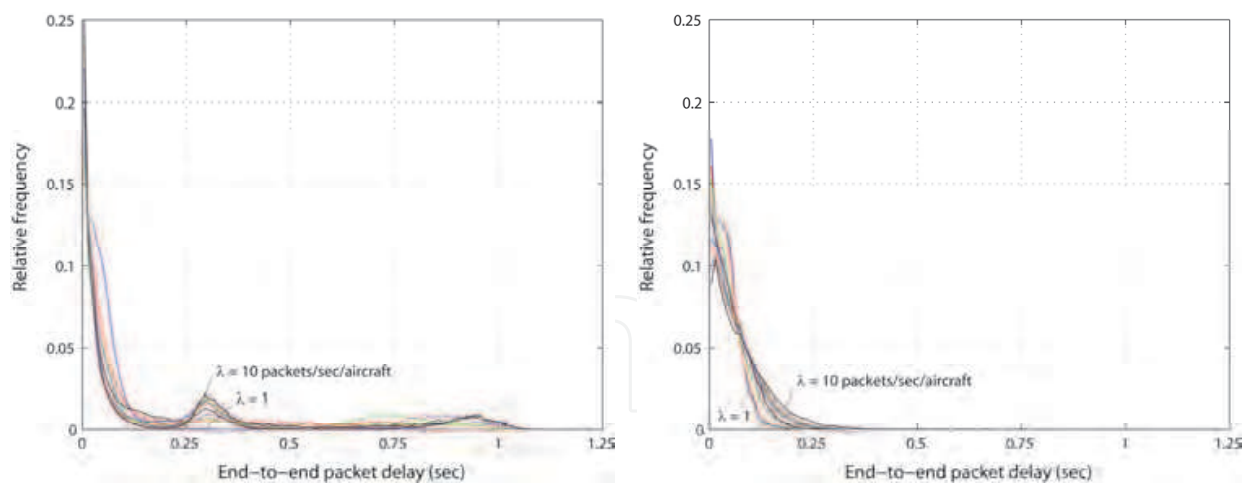 0.25
0.2
0.15
0.1
0.05
0
Relative frequency
λ = 10 packets/sec/aircraft
λ = 1
0 0.25 0.5 0.75 1 1.25
End−to−end packet delay (sec)
0.25
0.2
0.15
0.1
0.05
0
Relative frequency
λ = 10 packets/sec/aircraft
λ = 1
0 0.25 0.5 0.75 1 1.25
End−to−end packet delay (sec)